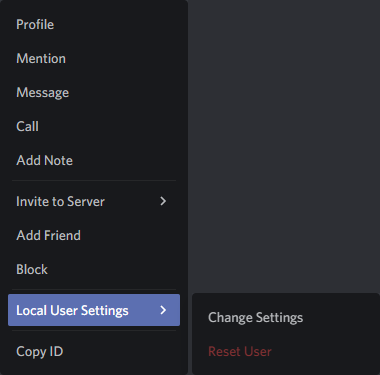 Profile
Mention
Message
Call
Add Note
Invite to Server
Add Friend
Block
Local User Settings
Change Settings
Reset User
Copy ID